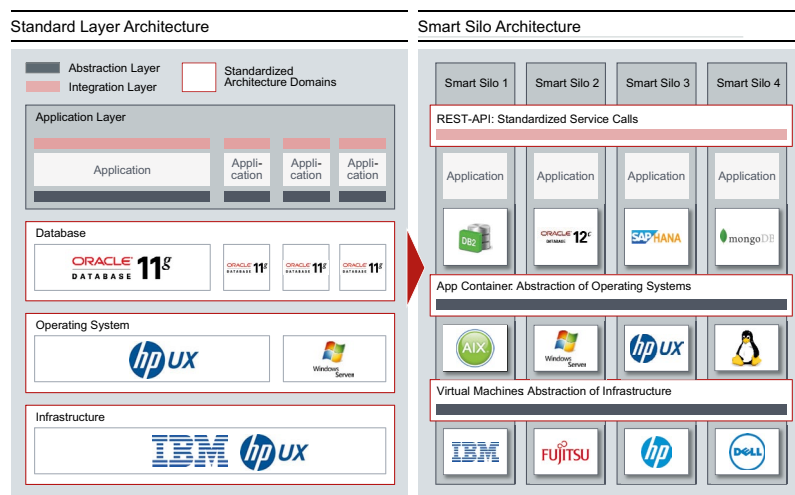 Standard Layer Architecture
Abstraction Layer
Integration Layer
Standardized
Architecture Domains
Application Layer
Application
Appli-
cation
Appli-
cation
Appli-
cation
Database
ORACLE
DATABASE 11g
ORACLE
DATABASE 11g
ORACLE
DATABASE 11g
ORACLE
DATABASE 11g
Operating System
hp UX
Windows
Server
Infrastructure
IBM hp UX
Smart Silo Architecture
Smart Silo 1 Smart Silo 2 Smart Silo 3 Smart Silo 4
REST-API: Standardized Service Calls
Application Application Application Application
DB2
ORACLE
DATABASE 12c
SAP HANA
mongoDB
App Container: Abstraction of Operating Systems
AIX
Windows
Server
hp UX
Virtual Machines: Abstraction of Infrastructure
IBM
FUJITSU
hp
DELL